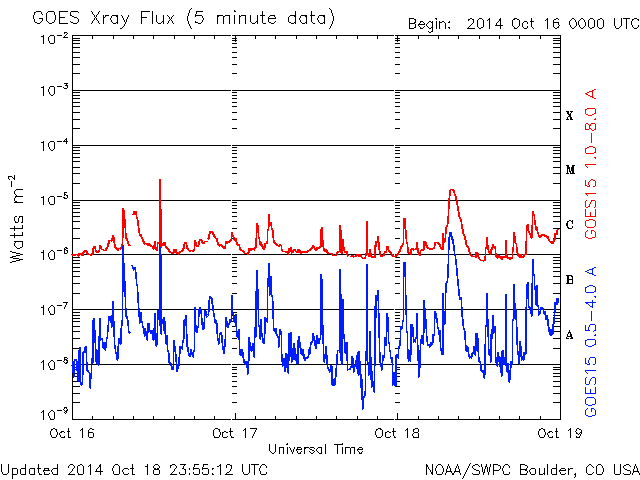 GOES Xray Flux (5 minute data)
Begin: 2014 Oct 16 0000 UTC
10-2
10-3
10-4
10-5
10-6
10-7
10-8
10-9
Watts m-2
X
M
C
B
A
GOES15 1.0-8.0 A
GOES15 0.5-4.0 A
Oct 16 Oct 17 Oct 18 Oct 19
Universal Time
Updated 2014 Oct 18 23:55:12 UTC
NOAA/SWPC Boulder, CO USA